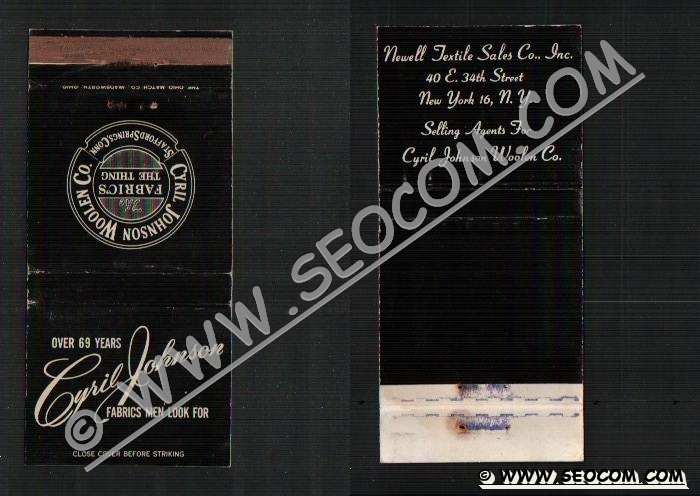 THE OHIO MATCH CO. WADSWORTH, OHIO
CYRIL JOHNSON WOOLEN CO.
STAFFORD SPRINGS, CONN.
The
FABRIC'S
THE THING
OVER 69 YEARS
Cyril Johnson
FABRICS MEN LOOK FOR
CLOSE COVER BEFORE STRIKING
Newell Textile Sales Co., Inc.
40 E. 34th Street
New York 16, N. Y.
Selling Agents For
Cyril Johnson Woolen Co.
© WWW.SEOCOM.COM
© WWW.SEOCOM.COM